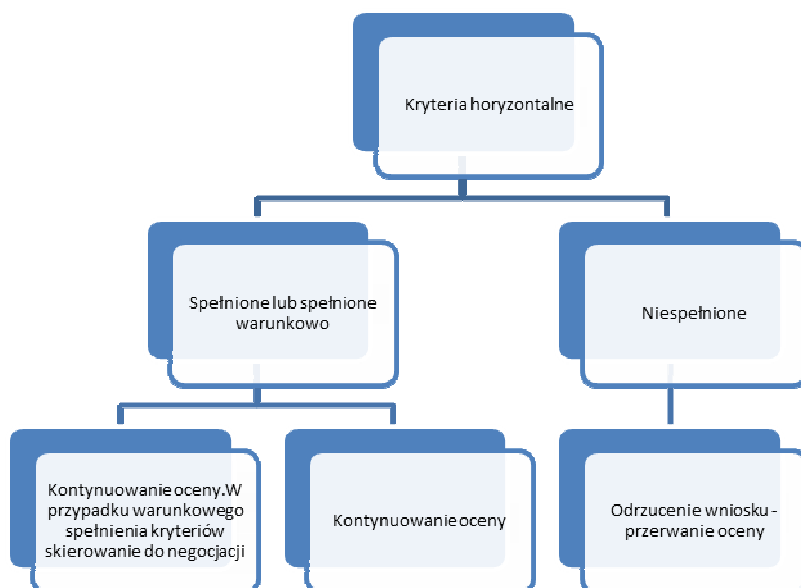 Kryteria horyzontalne
Spełnione lub spełnione
warunkowo
Niespełnione
Kontynuowanie oceny.W
przypadku warunkowego
spełnienia kryteriów
skierowanie do negocjacji
Kontynuowanie oceny
Odrzucenie wniosku -
przerwanie oceny